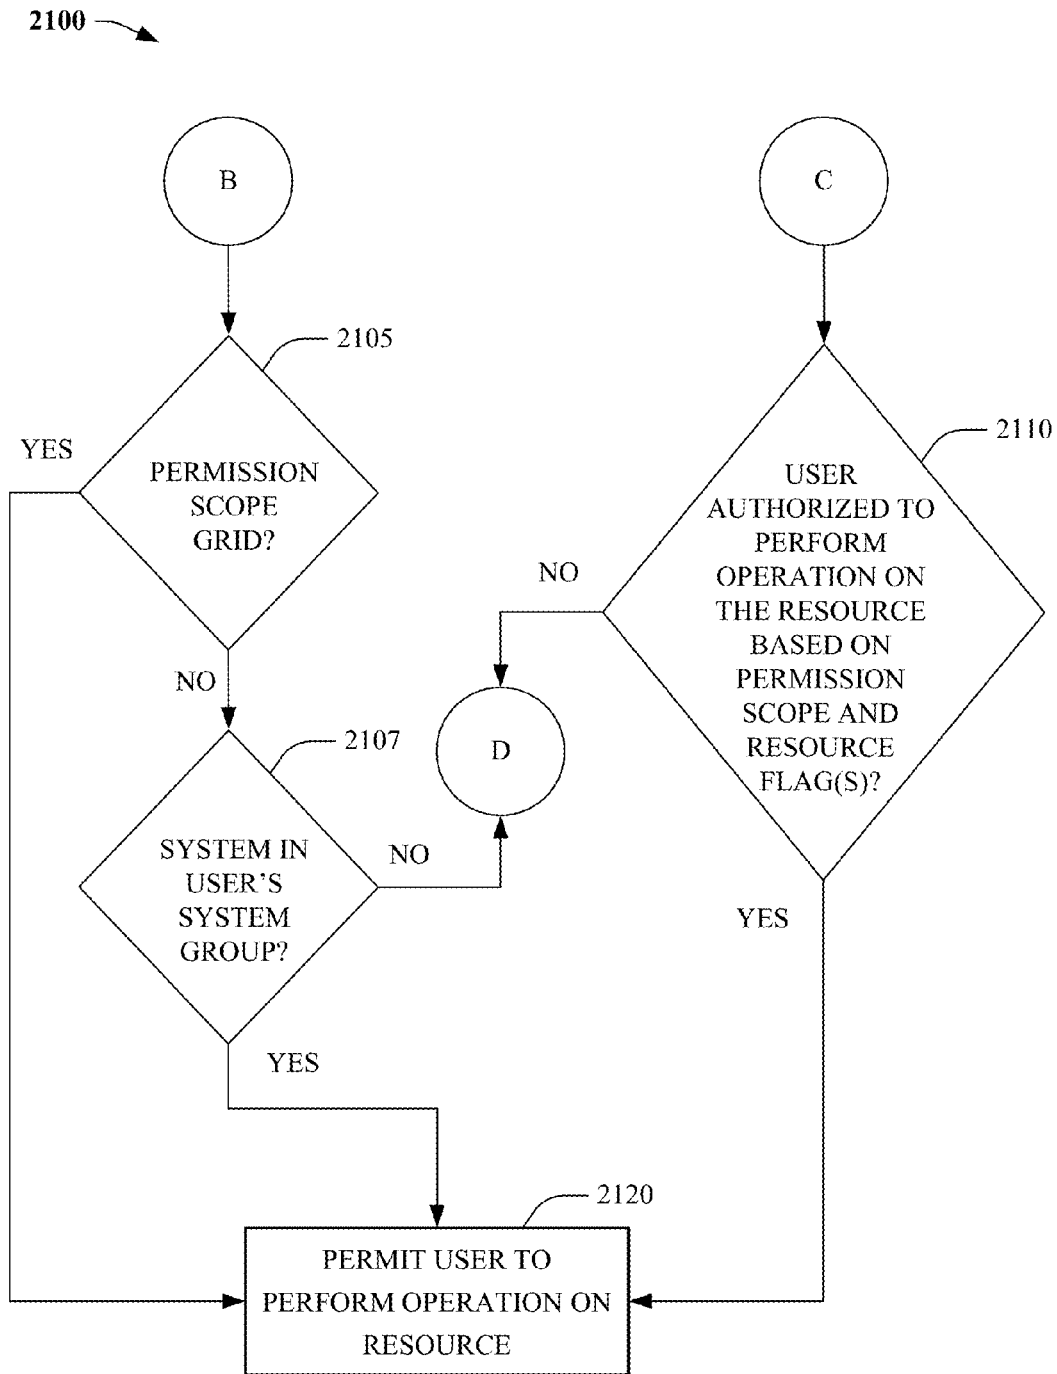 2100
B
C
2105
YES
PERMISSION
SCOPE
GRID?
2110
USER
AUTHORIZED TO
PERFORM
OPERATION ON
THE RESOURCE
BASED ON
PERMISSION
SCOPE AND
RESOURCE
FLAG(S)?
NO
NO
2107
D
SYSTEM IN
USER'S
SYSTEM
GROUP?
NO
YES
YES
2120
PERMIT USER TO
PERFORM OPERATION ON
RESOURCE